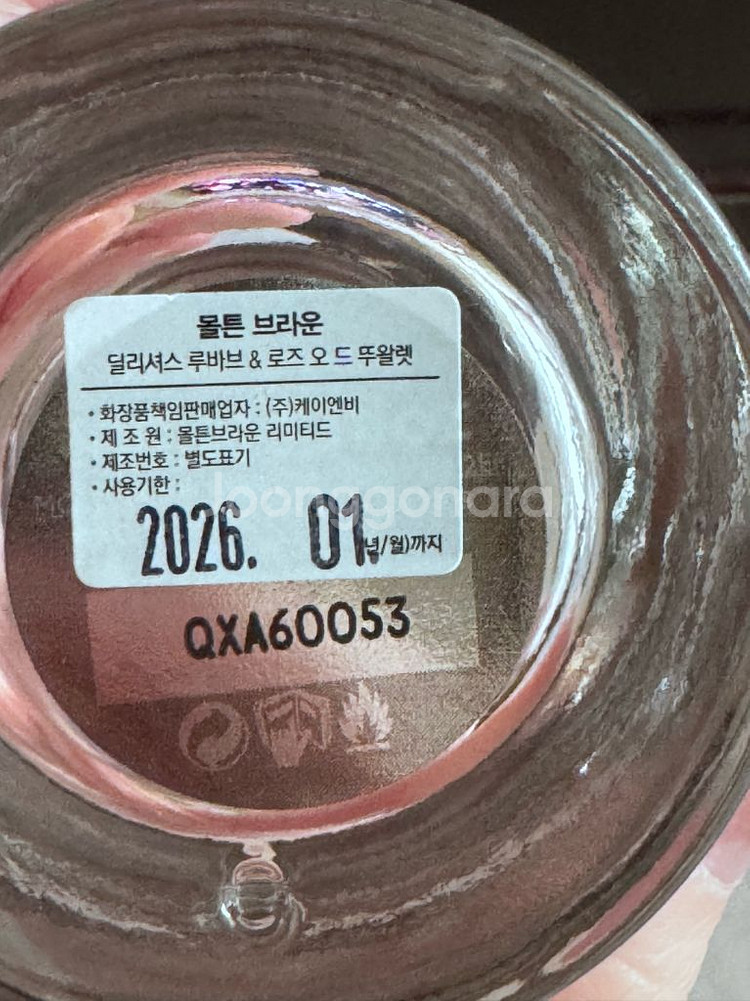 몰튼 브라운
딜리셔스 루바브 & 로즈 오 드 뚜왈렛
• 화장품책임판매업자 : (주)케이엔비
• 제 조 원 : 몰튼브라운 리미티드
• 제조번호 : 별도표기
• 사용기한 :
joonggonara
2026. 01. 년/월)까지
QXA60053